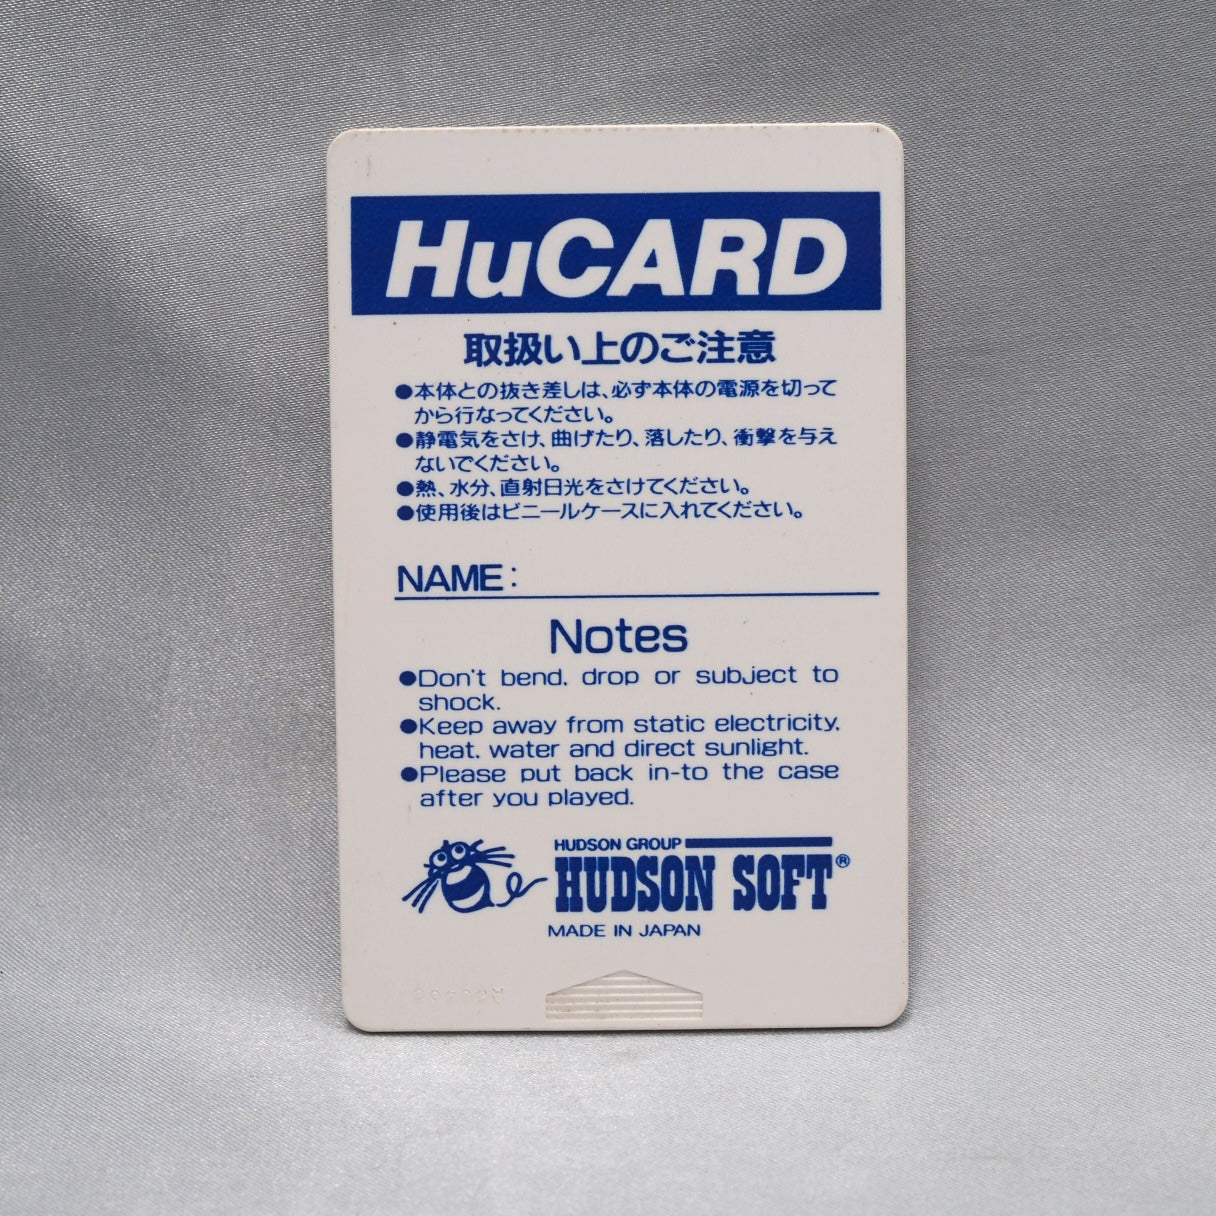 HuCARD
取扱い上のご注意
●本体との抜き差しは、必ず本体の電源を切って
から行なってください。
●静電気をさけ、曲げたり、落したり、衝撃を与え
ないでください。
●熱、水分、直射日光をさけてください。
●使用後はビニールケースに入れてください。
NAME:
Notes
●Don't bend, drop or subject to
shock.
●Keep away from static electricity,
heat, water and direct sunlight.
●Please put back in-to the case
after you played.
HUDSON GROUP
HUDSON SOFT®
MADE IN JAPAN